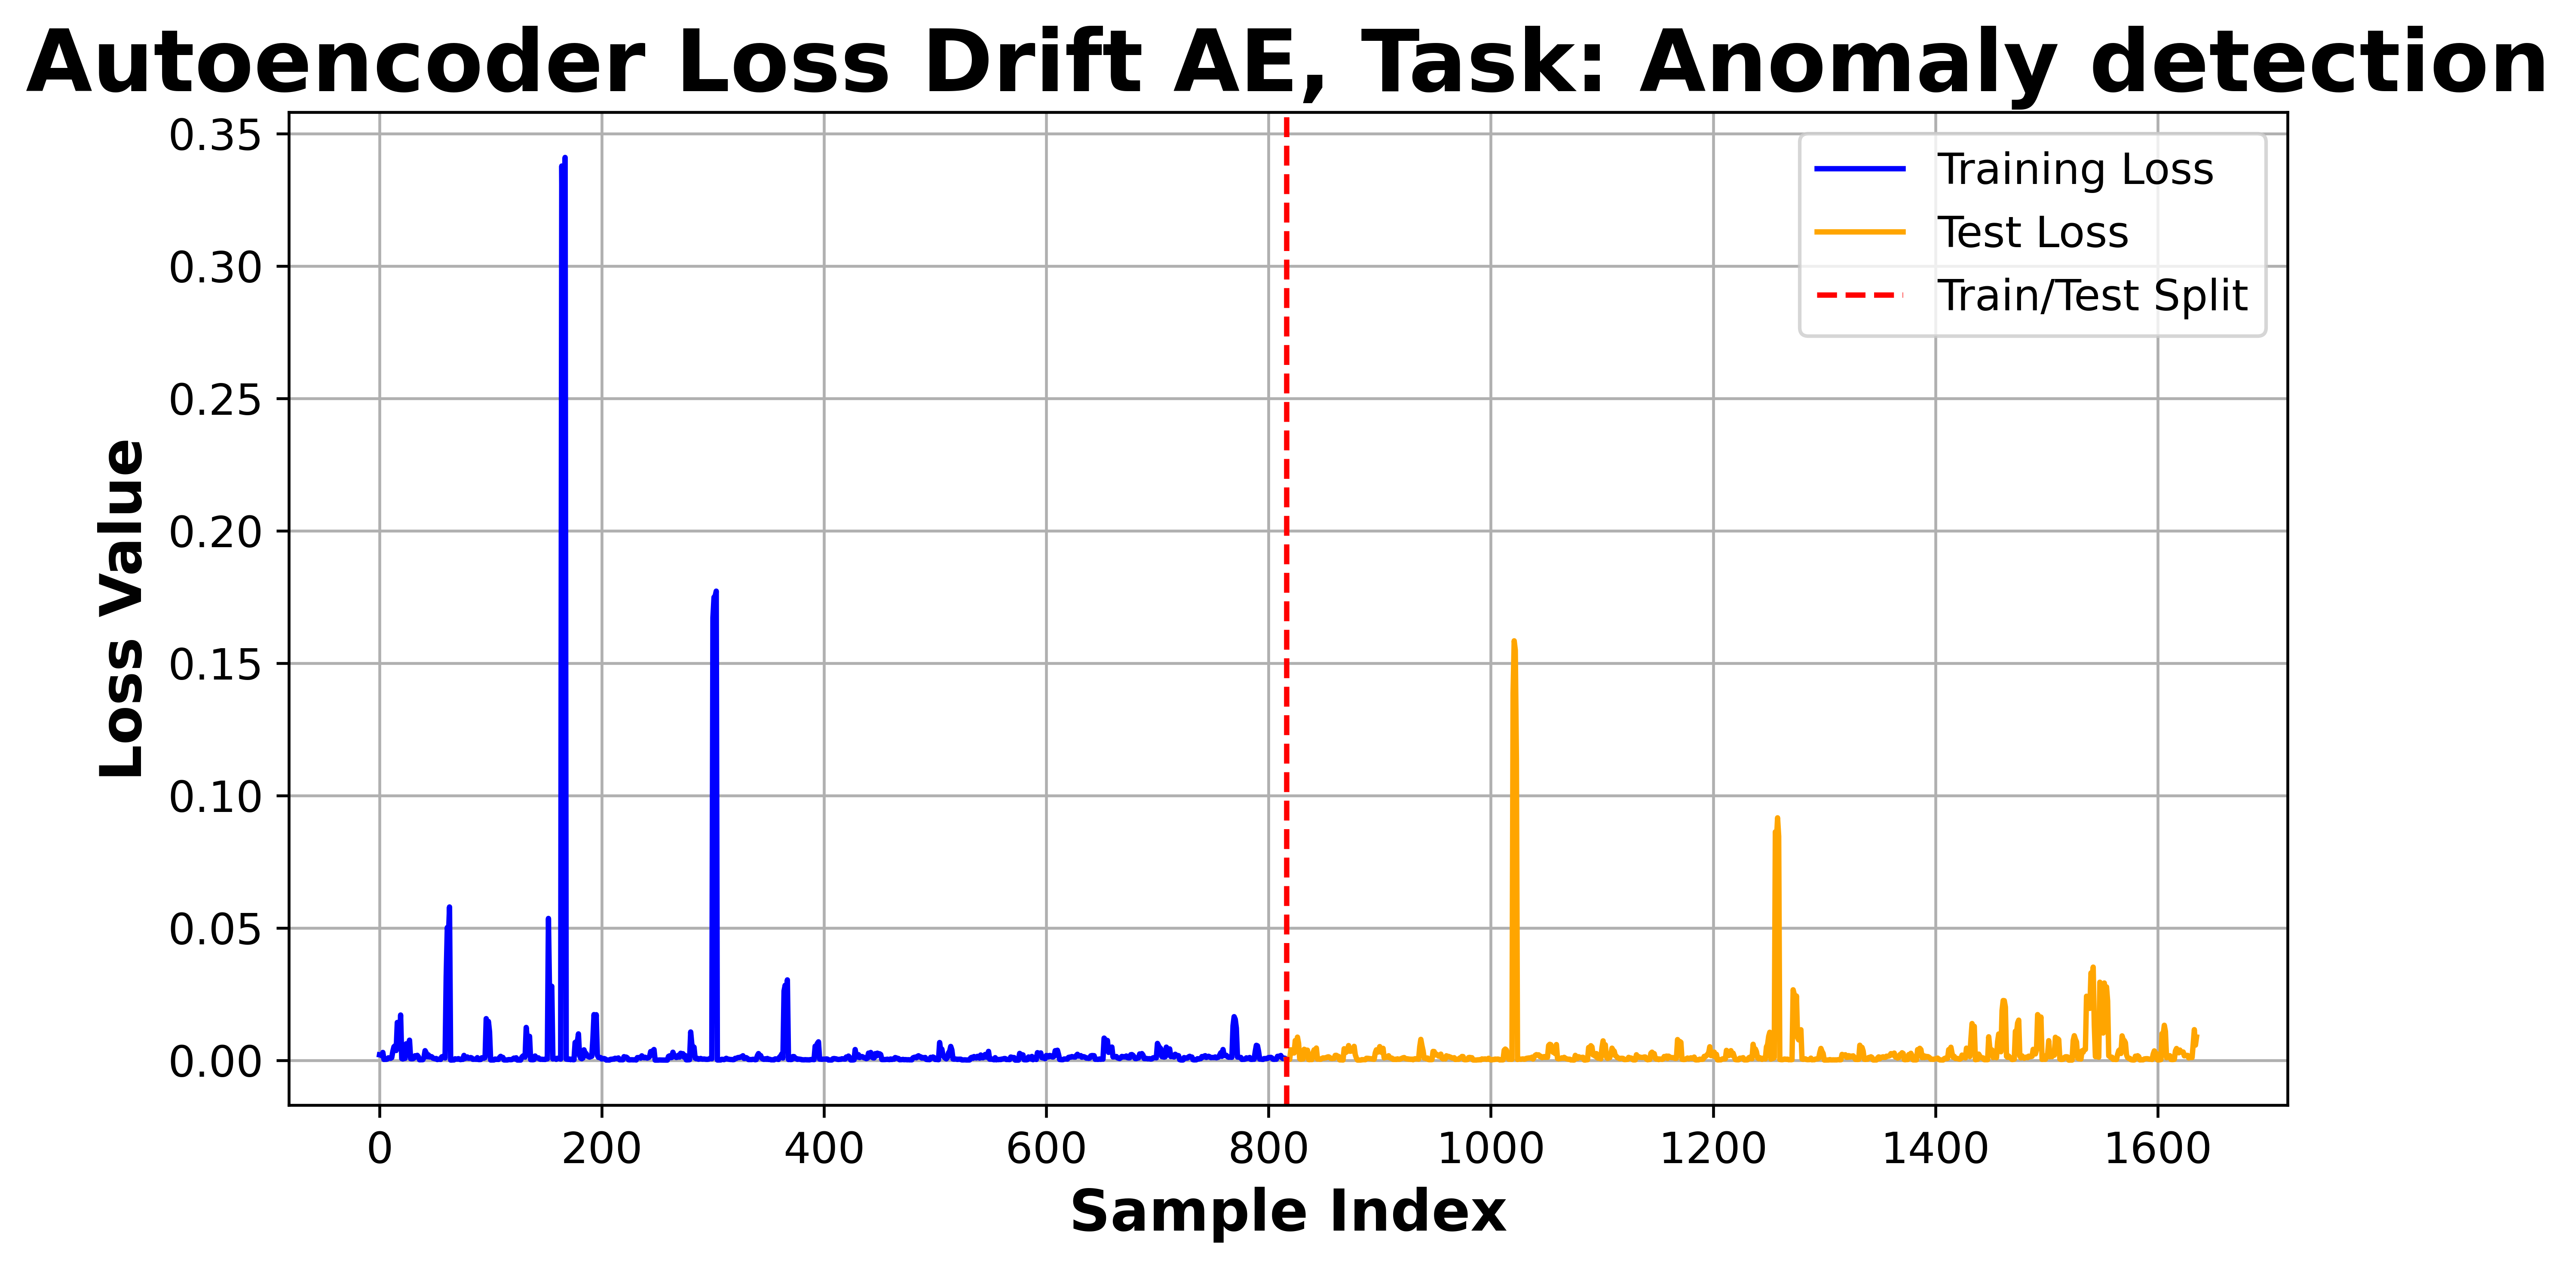 Autoencoder Loss Drift AE, Task: Anomaly detection
Loss Value
0.35
0.30
0.25
0.20
0.15
0.10
0.05
0.00
Training Loss
Test Loss
Train/Test Split
0 200 400 600 800 1000 1200 1400 1600
Sample Index